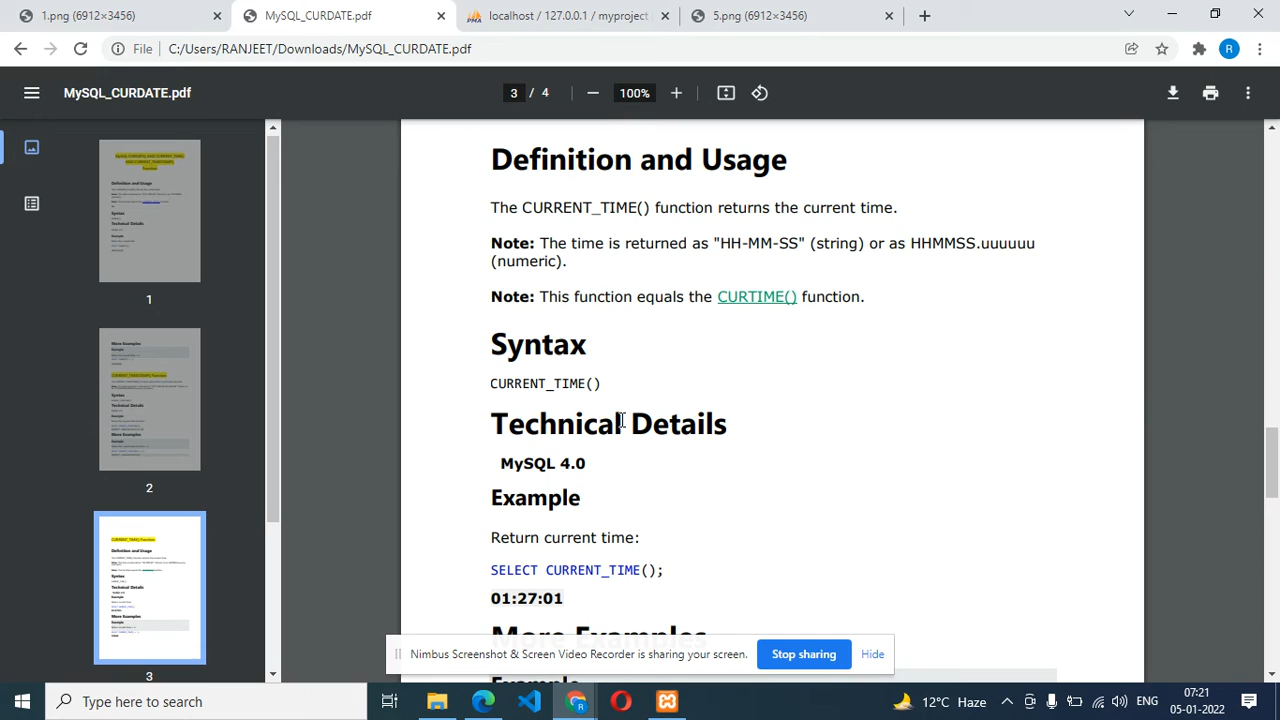 1.png (6912×3456)
MySQL_CURDATE.pdf
localhost / 127.0.0.1 / myproject
5.png (6912×3456)
File
C:/Users/RANJEET/Downloads/MySQL_CURDATE.pdf
R
MySQL_CURDATE.pdf
3 / 4
100%
1
2
3
Definition and Usage
The CURRENT_TIME() function returns the current time.
Note: The time is returned as "HH-MM-SS" (string) or as HHMMSS.uuuuuu
(numeric).
Note: This function equals the CURTIME() function.
Syntax
CURRENT_TIME()
Technical Details
MySQL 4.0
Example
Return current time:
SELECT CURRENT_TIME();
01:27:01
More Examples
Example
Nimbus Screenshot & Screen Video Recorder is sharing your screen.
Stop sharing
Hide
Type here to search
12°C Haze
ENG
07:21
05-01-2022